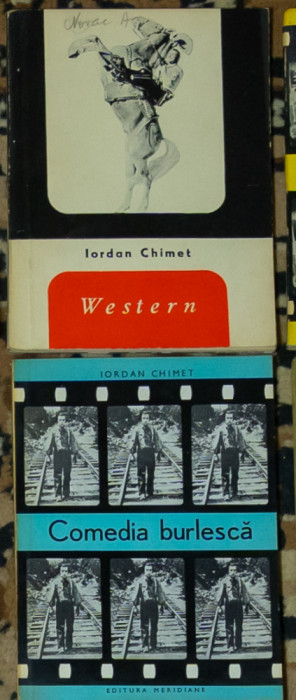 Iordan Chimet
Western
IORDAN CHIMET
Comedia burlescă
EDITURA MERIDIANE